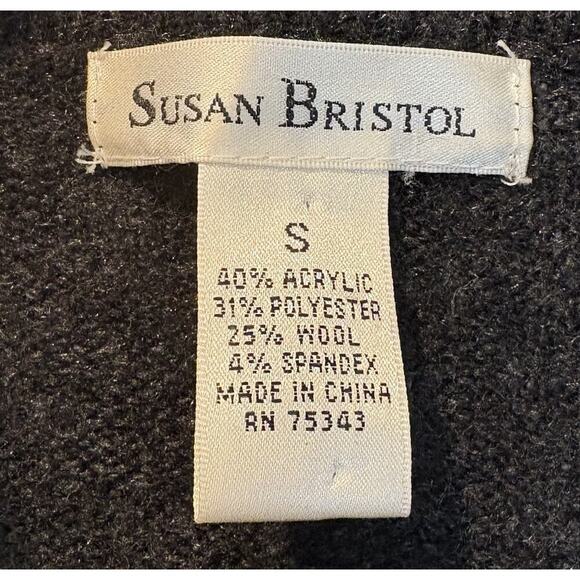 SUSAN BRISTOL
S
40% ACRYLIC
31% POLYESTER
25% WOOL
4% SPANDEX
MADE IN CHINA
RN 75343